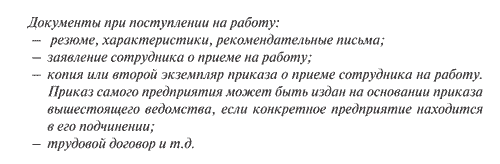 Документы при поступлении на работу:
– резюме, характеристики, рекомендательные письма;
– заявление сотрудника о приеме на работу;
– копия или второй экземпляр приказа о приеме сотрудника на работу.
Приказ самого предприятия может быть издан на основании приказа
вышестоящего ведомства, если конкретное предприятие находится
в его подчинении;
– трудовой договор и т.д.